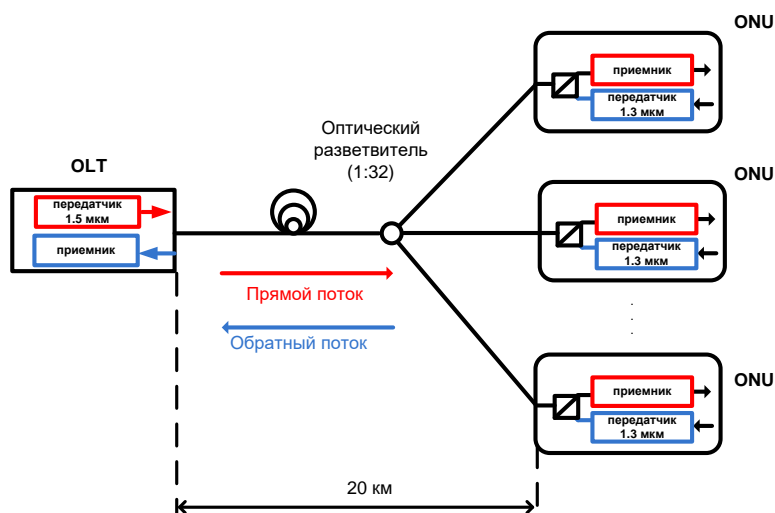 ONU
приемник
передатчик
1.3 мкм
Оптический
разветвитель
(1:32)
OLT
передатчик
1.5 мкм
приемник
ONU
приемник
передатчик
1.3 мкм
Прямой поток
Обратный поток
ONU
приемник
передатчик
1.3 мкм
20 км